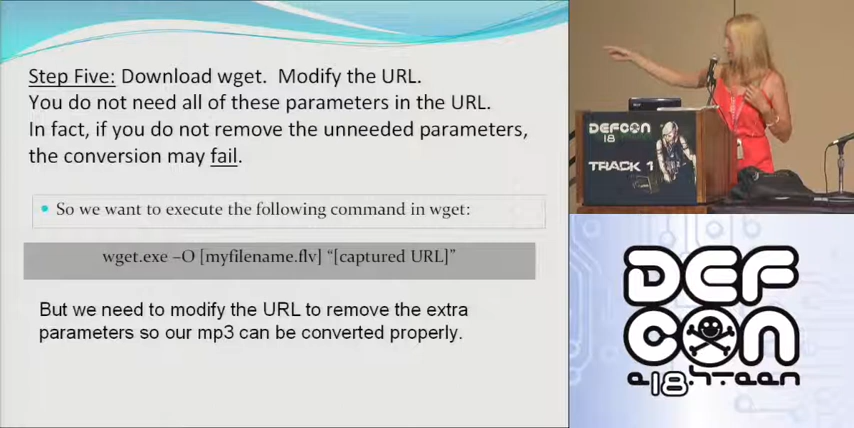 Step Five: Download wget. Modify the URL.
You do not need all of these parameters in the URL.
In fact, if you do not remove the unneeded parameters,
the conversion may fail.
• So we want to execute the following command in wget:
wget.exe –O [myfilename.flv] “[captured URL]”
But we need to modify the URL to remove the extra
parameters so our mp3 can be converted properly.
DEFCON
18
TRACK 1
DEF
CON
e18h-teen